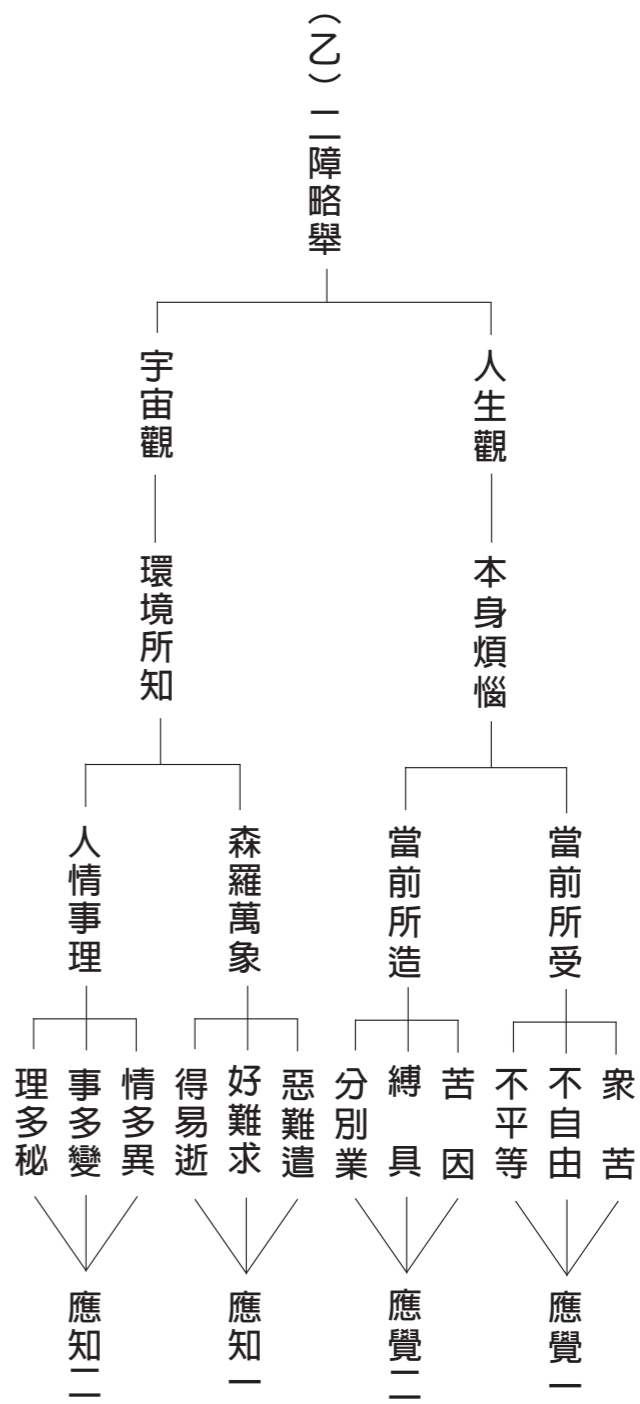 （乙）二障略舉
人生觀
宇宙觀
本身煩惱
環境所知
當前所受
當前所造
森羅萬象
人情事理
眾苦
不自由
不平等
苦因
縛具
分別業
惡難遣
好難求
得易逝
情多異
事多變
理多秘
應覺一
應覺二
應知一
應知二